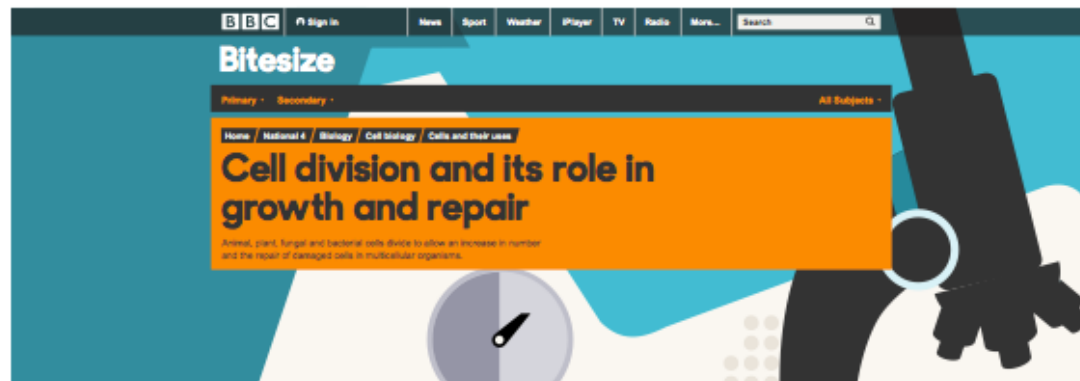 BBC Sign in News Sport Weather iPlayer TV Radio More... Search
Bitesize
Primary Secondary All Subjects
Home / National 4 / Biology / Cell biology / Cells and their uses
Cell division and its role in
growth and repair
Animal, plant, fungal and bacterial cells divide to allow an increase in number
and the repair of damaged cells in multicellular organisms.